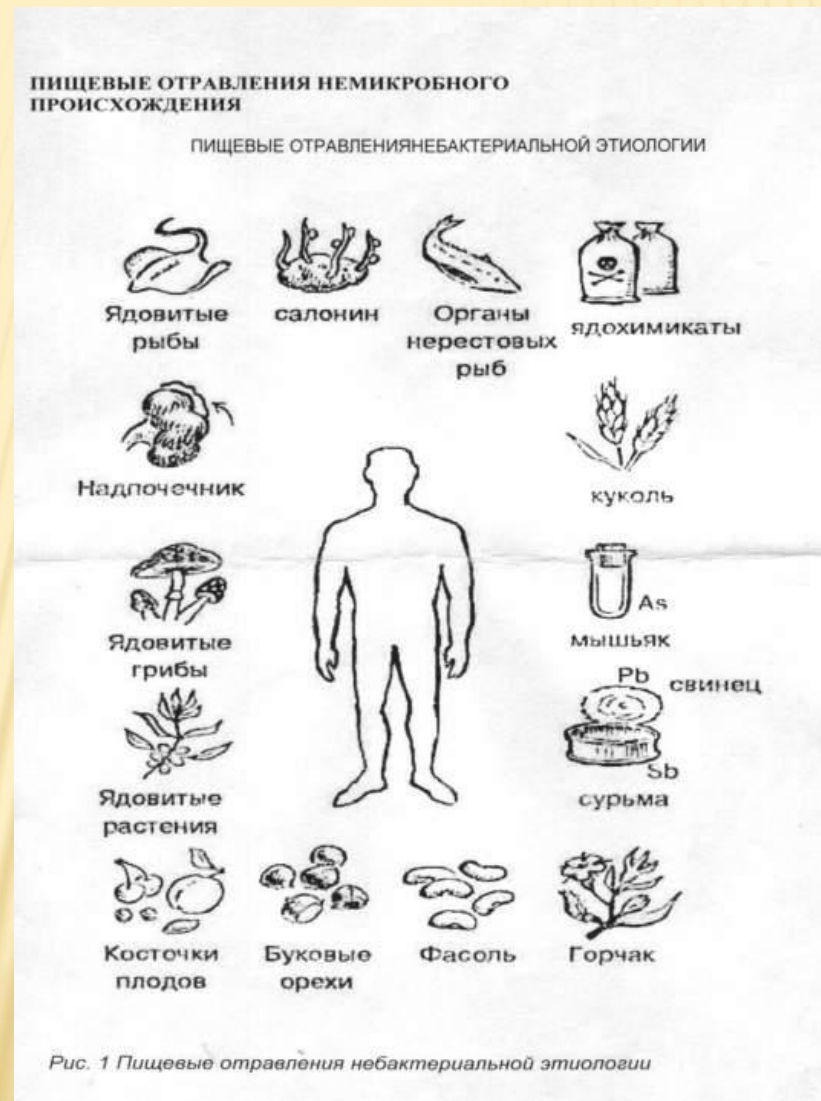 ПИЩЕВЫЕ ОТРАВЛЕНИЯ НЕМИКРОБНОГО
ПРОИСХОЖДЕНИЯ
ПИЩЕВЫЕ ОТРАВЛЕНИЯНЕБАКТЕРИАЛЬНОЙ ЭТИОЛОГИИ
Ядовитые
рыбы
салонин
Органы
нерестовых
рыб
ядохимикаты
Надпочечник
куколь
Ядовитые
грибы
As
мышьяк
Pb
свинец
Sb
сурьма
Ядовитые
растения
Косточки
плодов
Буковые
орехи
Фасоль
Горчак
Рис. 1 Пищевые отравления небактериальной этиологии